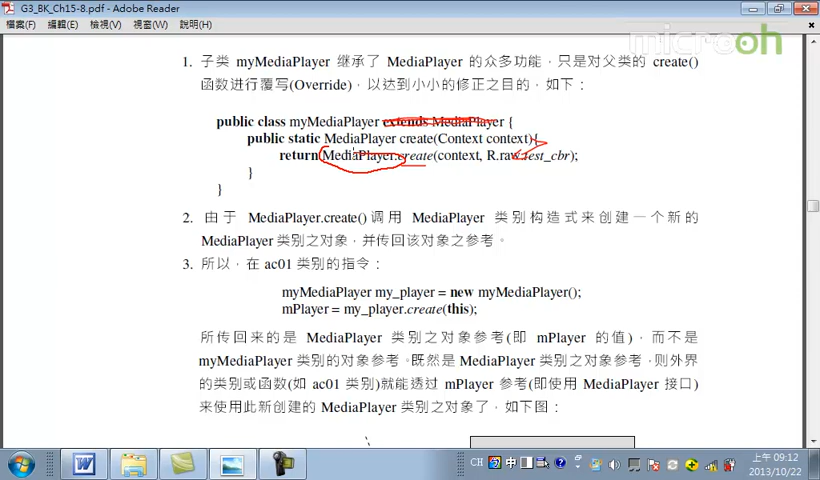 G3_BK_Ch15-8.pdf - Adobe Reader
檔案(F) 編輯(E) 檢視(V) 視窗(W) 說明(H)
microoh
1. 子类 myMediaPlayer 继承了 MediaPlayer 的众多功能，只是对父类的 create()
函数进行覆写(Override)，以达到小小的修正之目的，如下：
public class myMediaPlayer extends MediaPlayer {
public static MediaPlayer create(Context context){
return MediaPlayer.create(context, R.raw.test_cbr);
}
}
2. 由于 MediaPlayer.create()调用 MediaPlayer 类别构造式来创建一个新的
MediaPlayer 类别之对象，并传回该对象之参考。
3. 所以，在 ac01 类别的指令：
myMediaPlayer my_player = new myMediaPlayer();
mPlayer = my_player.create(this);
所传回来的是 MediaPlayer 类别之对象参考(即 mPlayer 的值)，而不是
myMediaPlayer 类别的对象参考。既然是 MediaPlayer 类别之对象参考，则外界
的类别或函数(如 ac01 类别)就能透过 mPlayer 参考(即使用 MediaPlayer 接口)
来使用此新创建的 MediaPlayer 类别之对象了，如下图：
CH 中 上午 09:12
2013/10/22